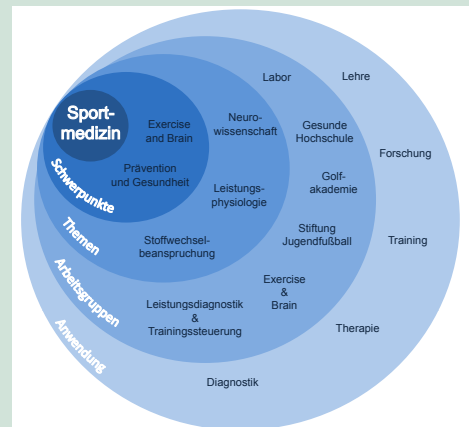 Sport-
medizin
Schwerpunkte
Exercise
and Brain
Prävention
und Gesundheit
Themen
Neuro-
wissenschaft
Leistungs-
physiologie
Stoffwechsel-
beanspruchung
Arbeitsgruppen
Labor
Gesunde
Hochschule
Golf-
akademie
Stiftung
Jugendfußball
Exercise
&
Brain
Leistungsdiagnostik
&
Trainingssteuerung
Anwendung
Lehre
Forschung
Training
Therapie
Diagnostik